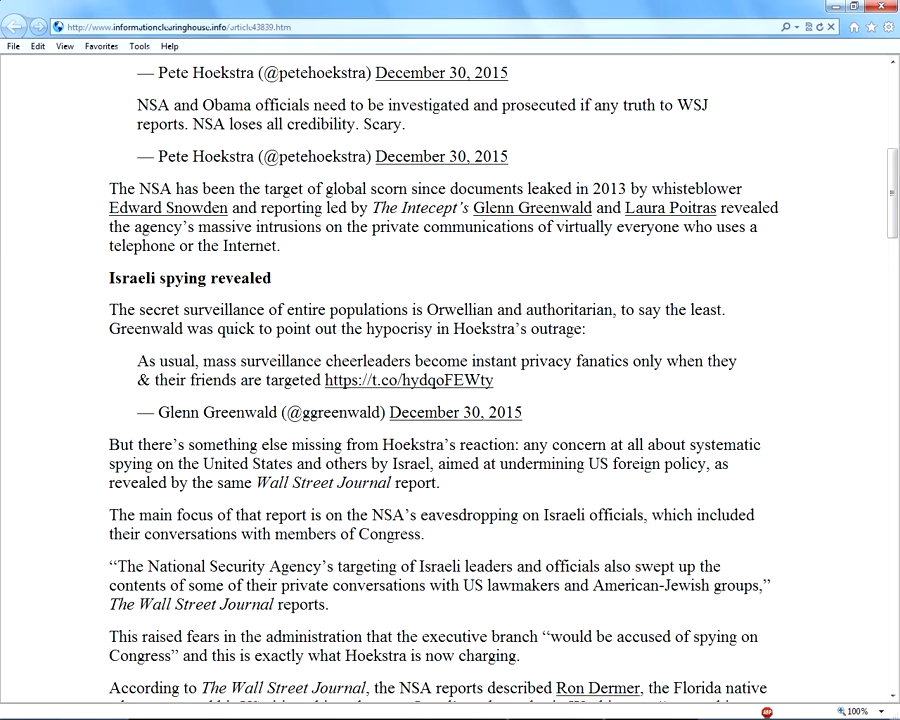 http://www.informationclearinghouse.info/article43839.htm
File Edit View Favorites Tools Help
— Pete Hoekstra (@petehoekstra) December 30, 2015
NSA and Obama officials need to be investigated and prosecuted if any truth to WSJ
reports. NSA loses all credibility. Scary.
— Pete Hoekstra (@petehoekstra) December 30, 2015
The NSA has been the target of global scorn since documents leaked in 2013 by whisteblower
Edward Snowden and reporting led by The Intecept’s Glenn Greenwald and Laura Poitras revealed
the agency’s massive intrusions on the private communications of virtually everyone who uses a
telephone or the Internet.
Israeli spying revealed
The secret surveillance of entire populations is Orwellian and authoritarian, to say the least.
Greenwald was quick to point out the hypocrisy in Hoekstra’s outrage:
As usual, mass surveillance cheerleaders become instant privacy fanatics only when they
& their friends are targeted https://t.co/hydqoFEWty
— Glenn Greenwald (@ggreenwald) December 30, 2015
But there’s something else missing from Hoekstra’s reaction: any concern at all about systematic
spying on the United States and others by Israel, aimed at undermining US foreign policy, as
revealed by the same Wall Street Journal report.
The main focus of that report is on the NSA’s eavesdropping on Israeli officials, which included
their conversations with members of Congress.
“The National Security Agency’s targeting of Israeli leaders and officials also swept up the
contents of some of their private conversations with US lawmakers and American-Jewish groups,”
The Wall Street Journal reports.
This raised fears in the administration that the executive branch “would be accused of spying on
Congress” and this is exactly what Hoekstra is now charging.
According to The Wall Street Journal, the NSA reports described Ron Dermer, the Florida native
ABP
100%